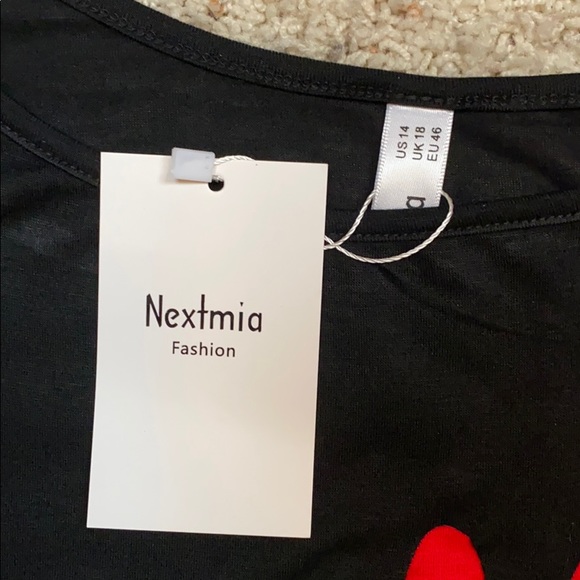 Nextmia
Fashion
US 14
UK 18
EU 46